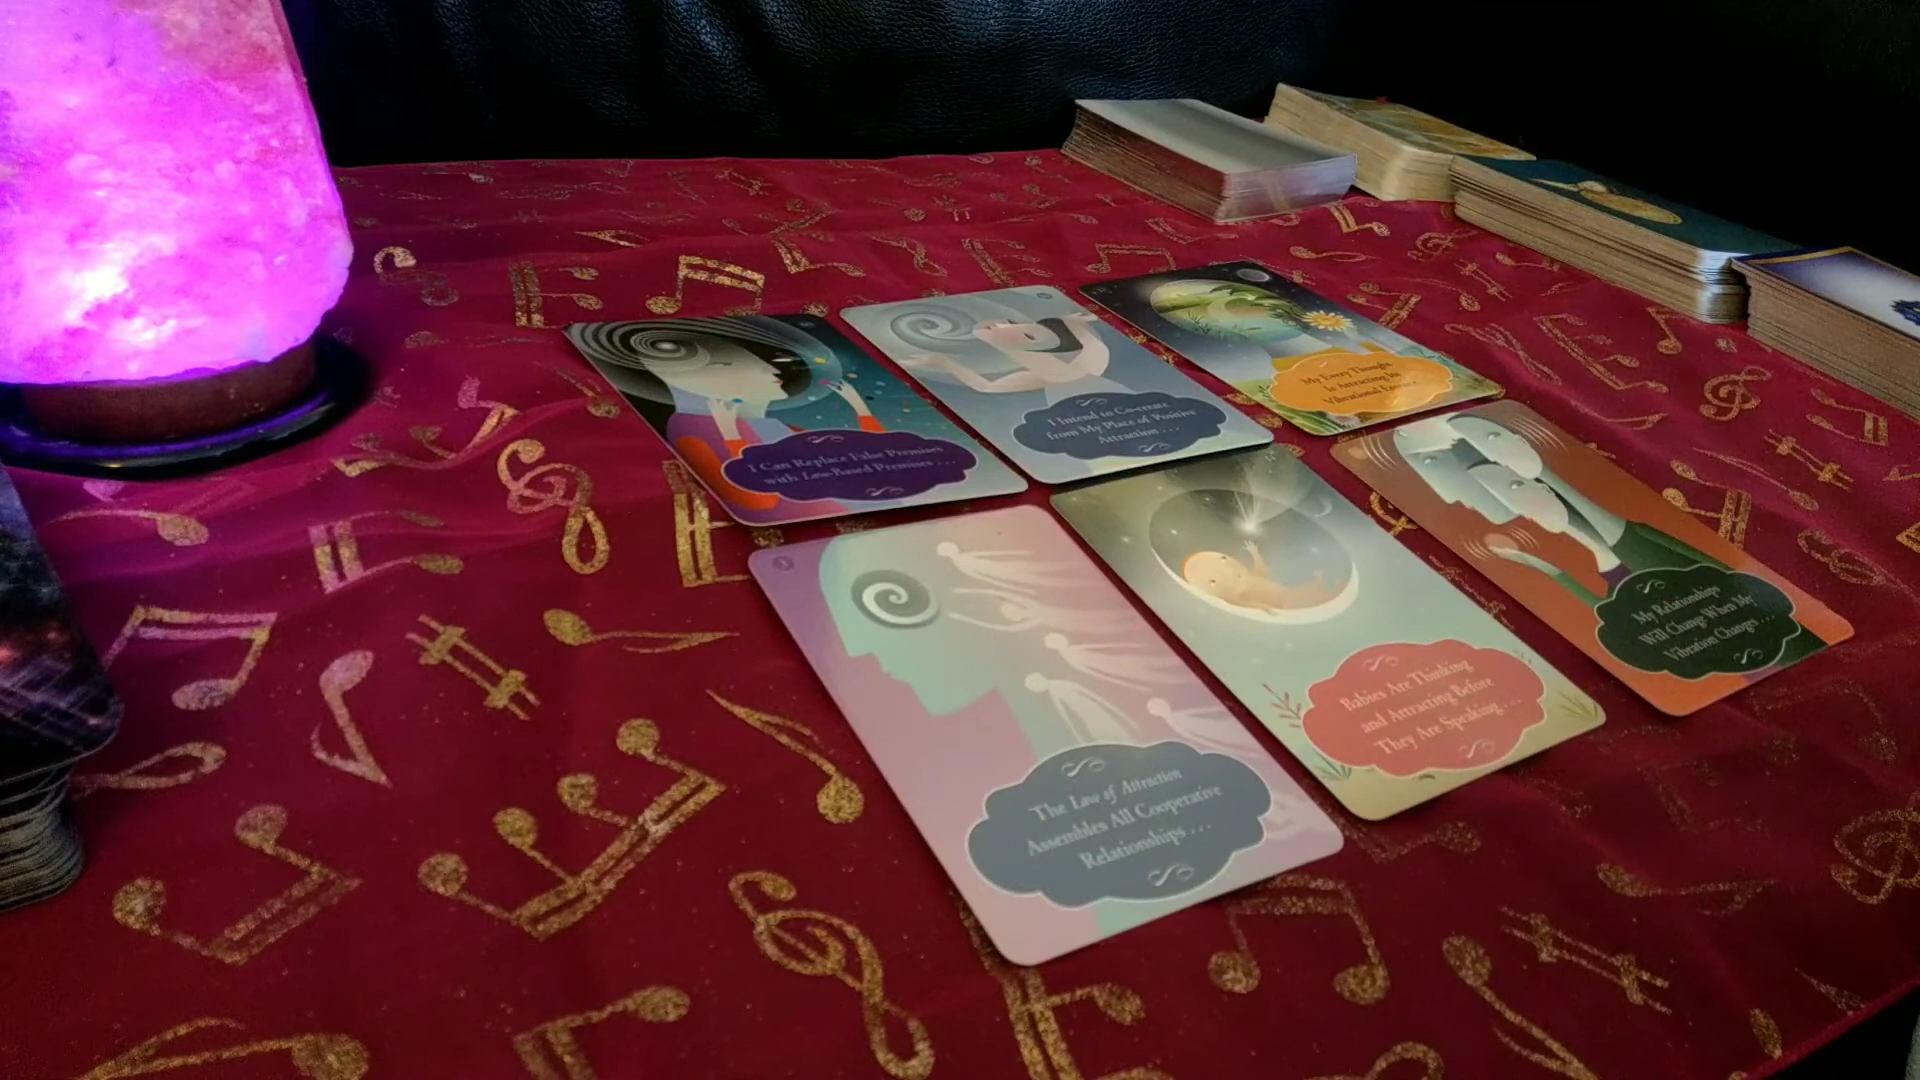 I Can Replace False Premises
with Law-Based Premises . . .
I Intend to Co-create
from My Place of Positive
Attraction . . .
My Every Thought
Is Attracting Its
Vibrational Essence
The Law of Attraction
Assembles All Cooperative
Relationships . . .
Babies Are Thinking
and Attracting Before
They Are Speaking . . .
My Relationships
Will Change When My
Vibration Changes . . .